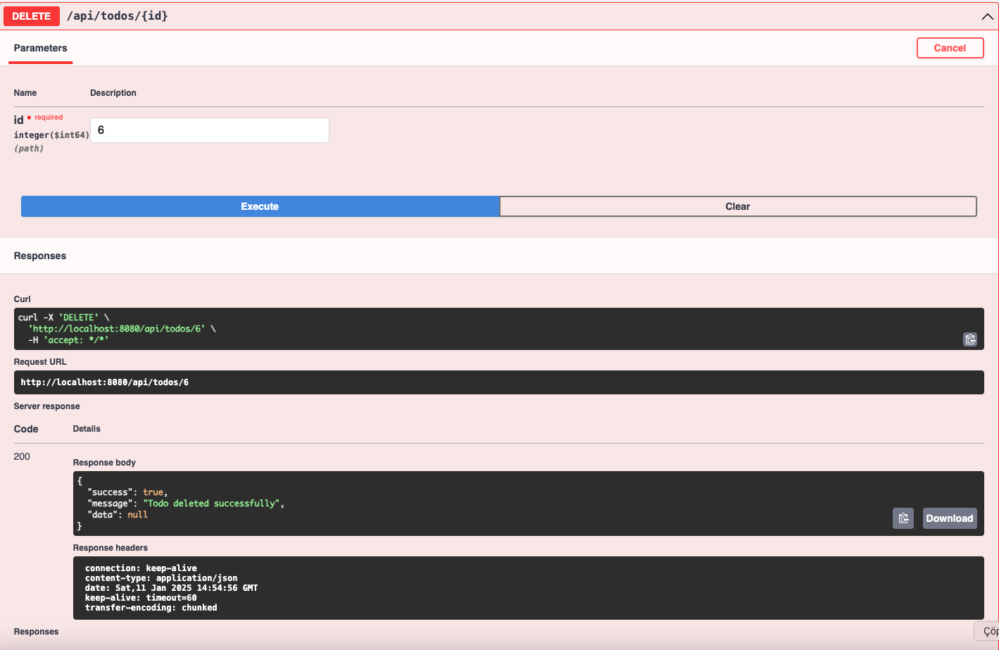 DELETE /api/todos/{id}
Parameters
Cancel
Name Description
id * required
integer($int64)
(path)
6
Execute Clear
Responses
Curl
curl -X 'DELETE' \
'http://localhost:8080/api/todos/6' \
-H 'accept: */*'
Request URL
http://localhost:8080/api/todos/6
Server response
Code Details
200
Response body
{
"success": true,
"message": "Todo deleted successfully",
"data": null
}
Download
Response headers
connection: keep-alive
content-type: application/json
date: Sat,11 Jan 2025 14:54:56 GMT
keep-alive: timeout=60
transfer-encoding: chunked
Responses